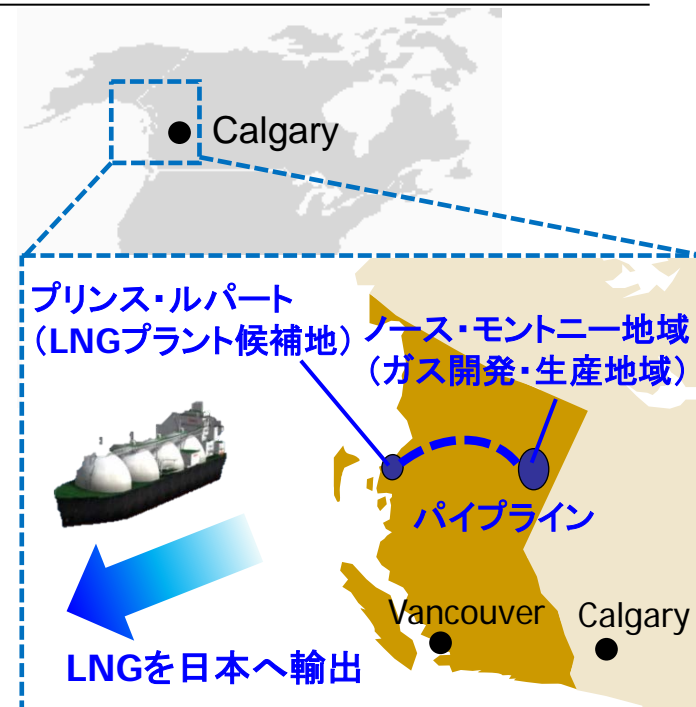 Calgary
プリンス・ルパート
（LNGプラント候補地）
ノース・モントニー地域
（ガス開発・生産地域）
パイプライン
Vancouver
Calgary
LNGを日本へ輸出